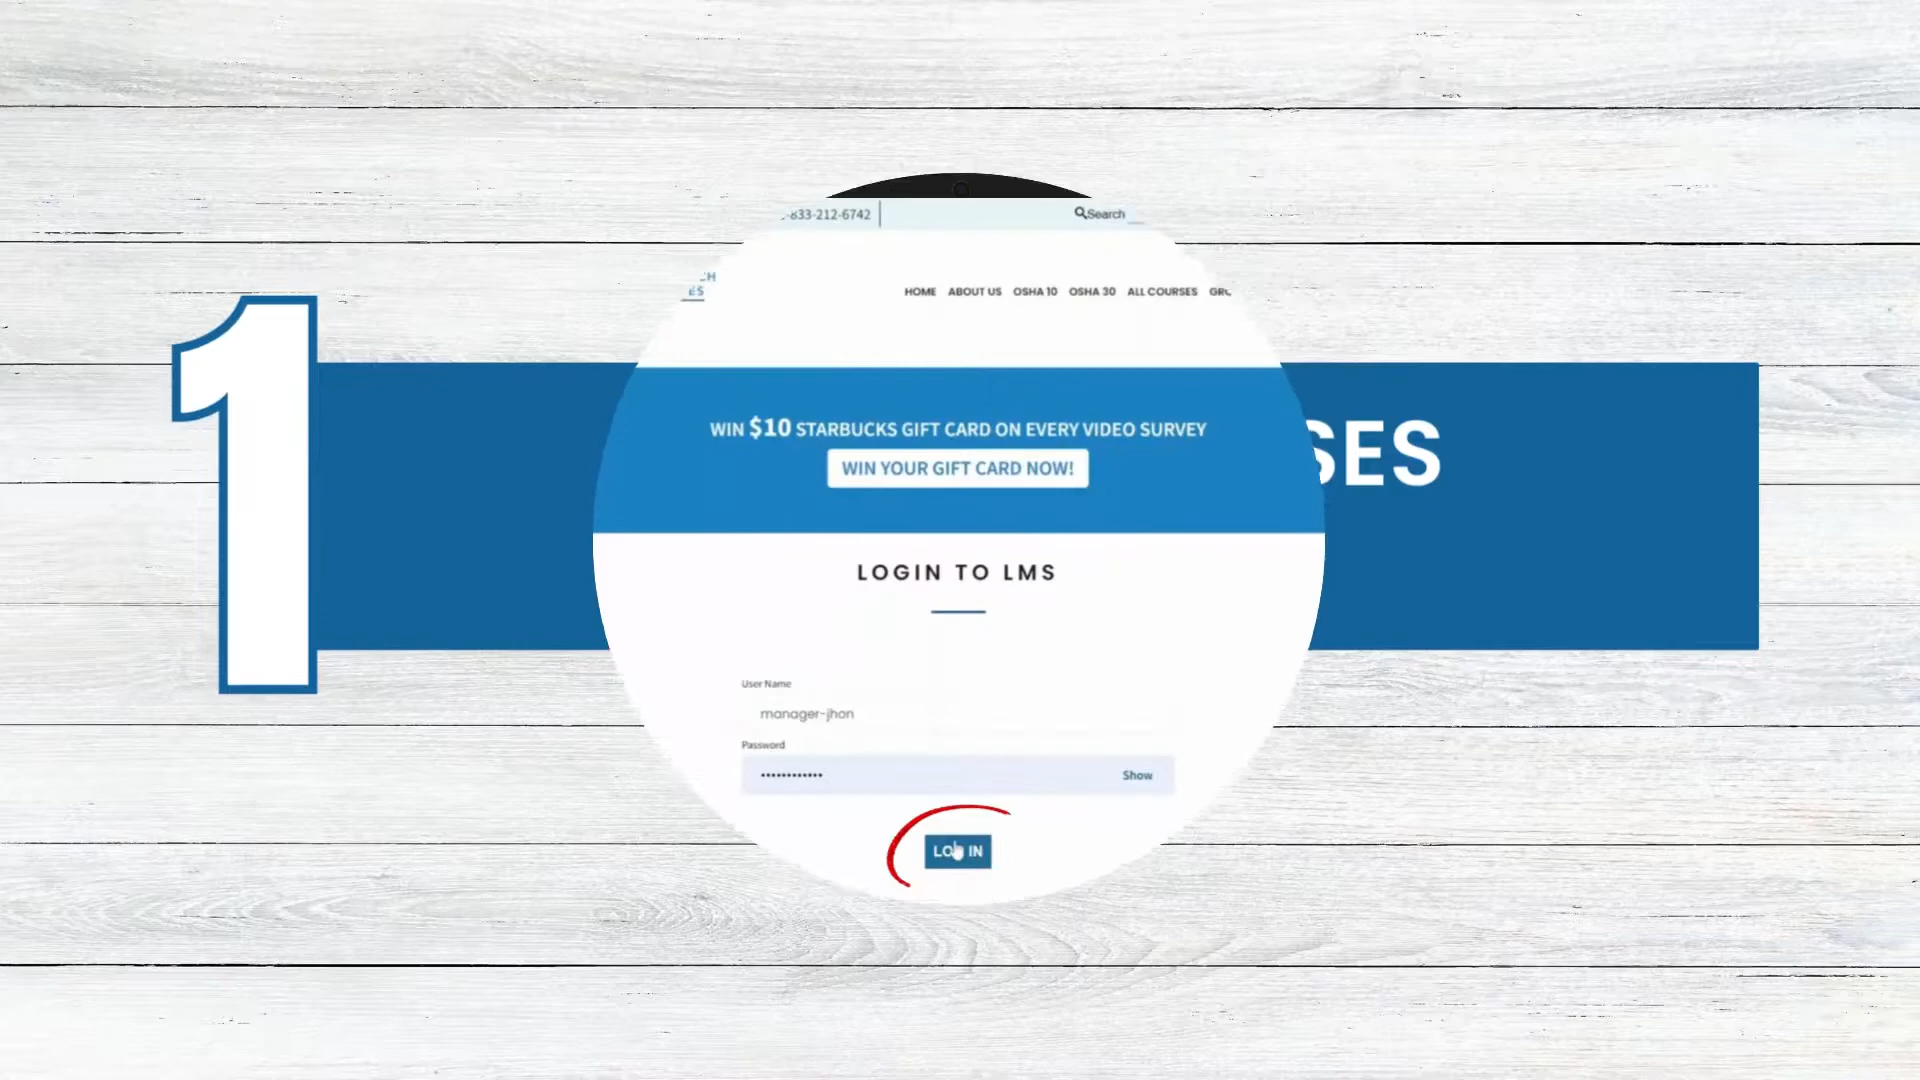 -833-212-6742
Search
HOME ABOUT US OSHA 10 OSHA 30 ALL COURSES
1
WIN $10 STARBUCKS GIFT CARD ON EVERY VIDEO SURVEY
WIN YOUR GIFT CARD NOW!
SES
LOGIN TO LMS
User Name
manager-jhon
Password
Show
LOG IN